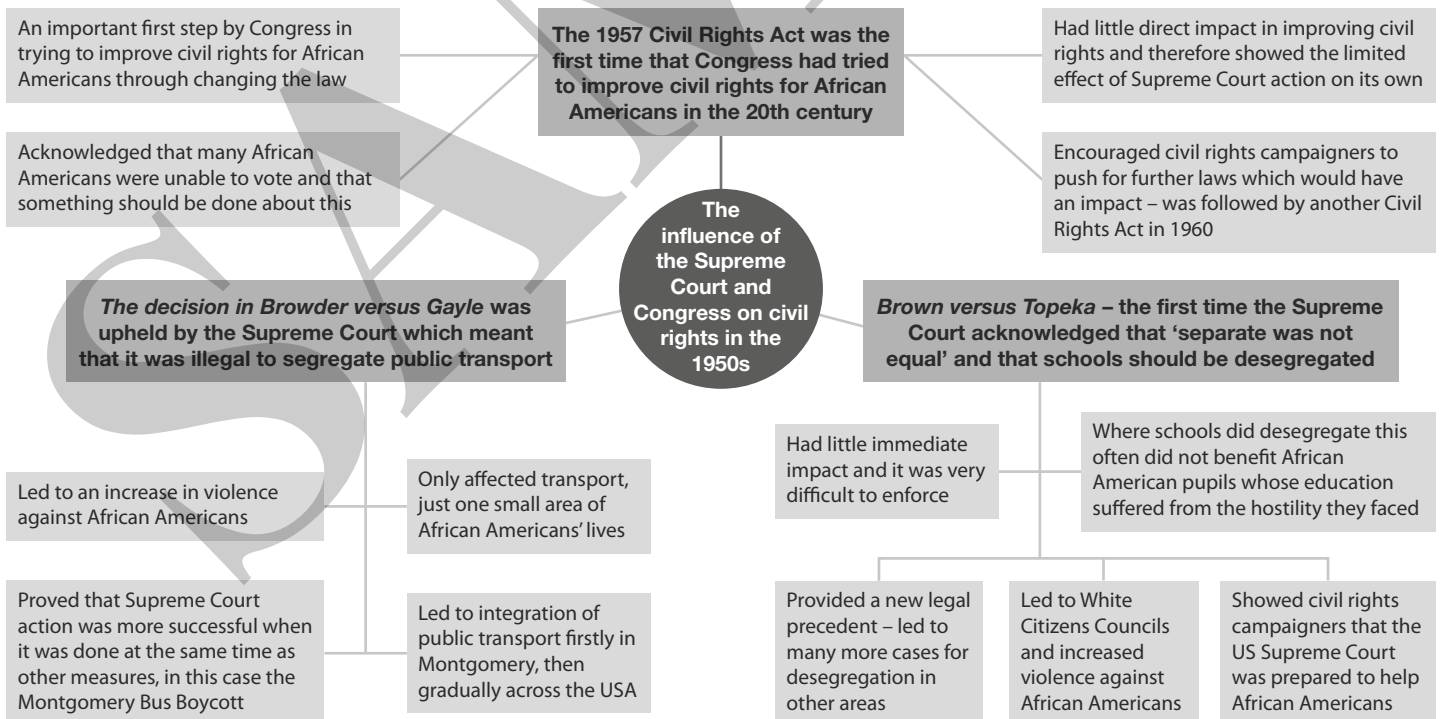 An important first step by Congress in
trying to improve civil rights for African
Americans through changing the law
Acknowledged that many African
Americans were unable to vote and that
something should be done about this
The 1957 Civil Rights Act was the
first time that Congress had tried
to improve civil rights for African
Americans in the 20th century
Had little direct impact in improving civil
rights and therefore showed the limited
effect of Supreme Court action on its own
Encouraged civil rights campaigners to
push for further laws which would have
an impact – was followed by another Civil
Rights Act in 1960
The
influence of
the Supreme
Court and
Congress on civil
rights in the
1950s
The decision in Browder versus Gayle was
upheld by the Supreme Court which meant
that it was illegal to segregate public transport
Led to an increase in violence
against African Americans
Only affected transport,
just one small area of
African Americans' lives
Proved that Supreme Court
action was more successful when
it was done at the same time as
other measures, in this case the
Montgomery Bus Boycott
Led to integration of
public transport firstly in
Montgomery, then
gradually across the USA
Brown versus Topeka – the first time the Supreme
Court acknowledged that 'separate was not
equal' and that schools should be desegregated
Had little immediate
impact and it was very
difficult to enforce
Where schools did desegregate this
often did not benefit African
American pupils whose education
suffered from the hostility they faced
Provided a new legal
precedent – led to
many more cases for
desegregation in
other areas
Led to White
Citizens Councils
and increased
violence against
African Americans
Showed civil rights
campaigners that the
US Supreme Court
was prepared to help
African Americans